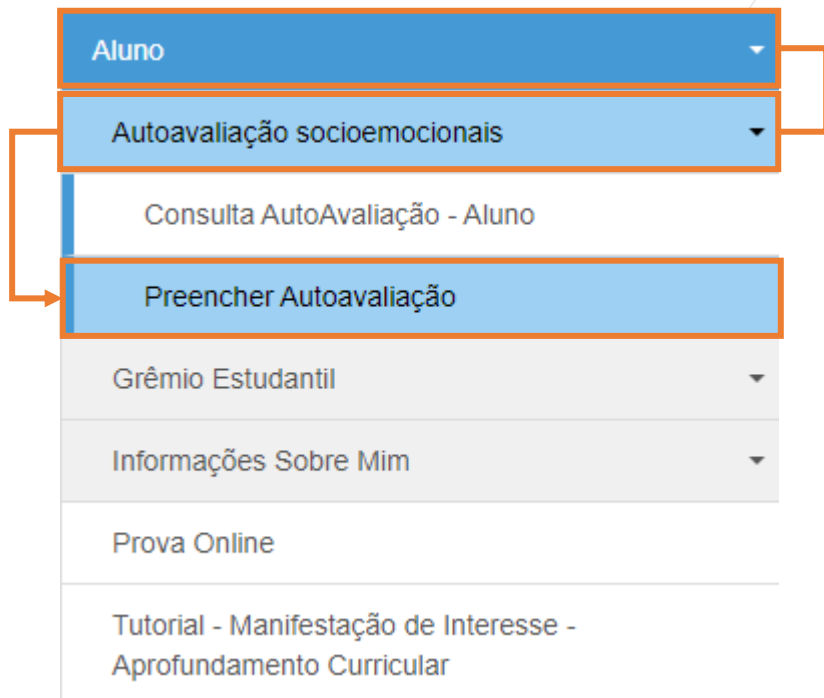 Aluno
Autoavaliação socioemocionais
Consulta AutoAvaliação - Aluno
Preencher Autoavaliação
Grêmio Estudantil
Informações Sobre Mim
Prova Online
Tutorial - Manifestação de Interesse -
Aprofundamento Curricular